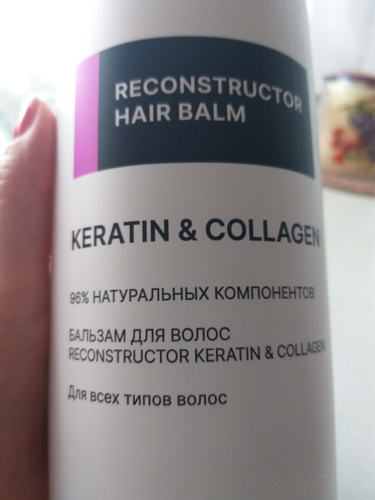 RECONSTRUCTOR
HAIR BALM
KERATIN & COLLAGEN
96% НАТУРАЛЬНЫХ КОМПОНЕНТОВ
БАЛЬЗАМ ДЛЯ ВОЛОС
RECONSTRUCTOR KERATIN & COLLAGEN
Для всех типов волос